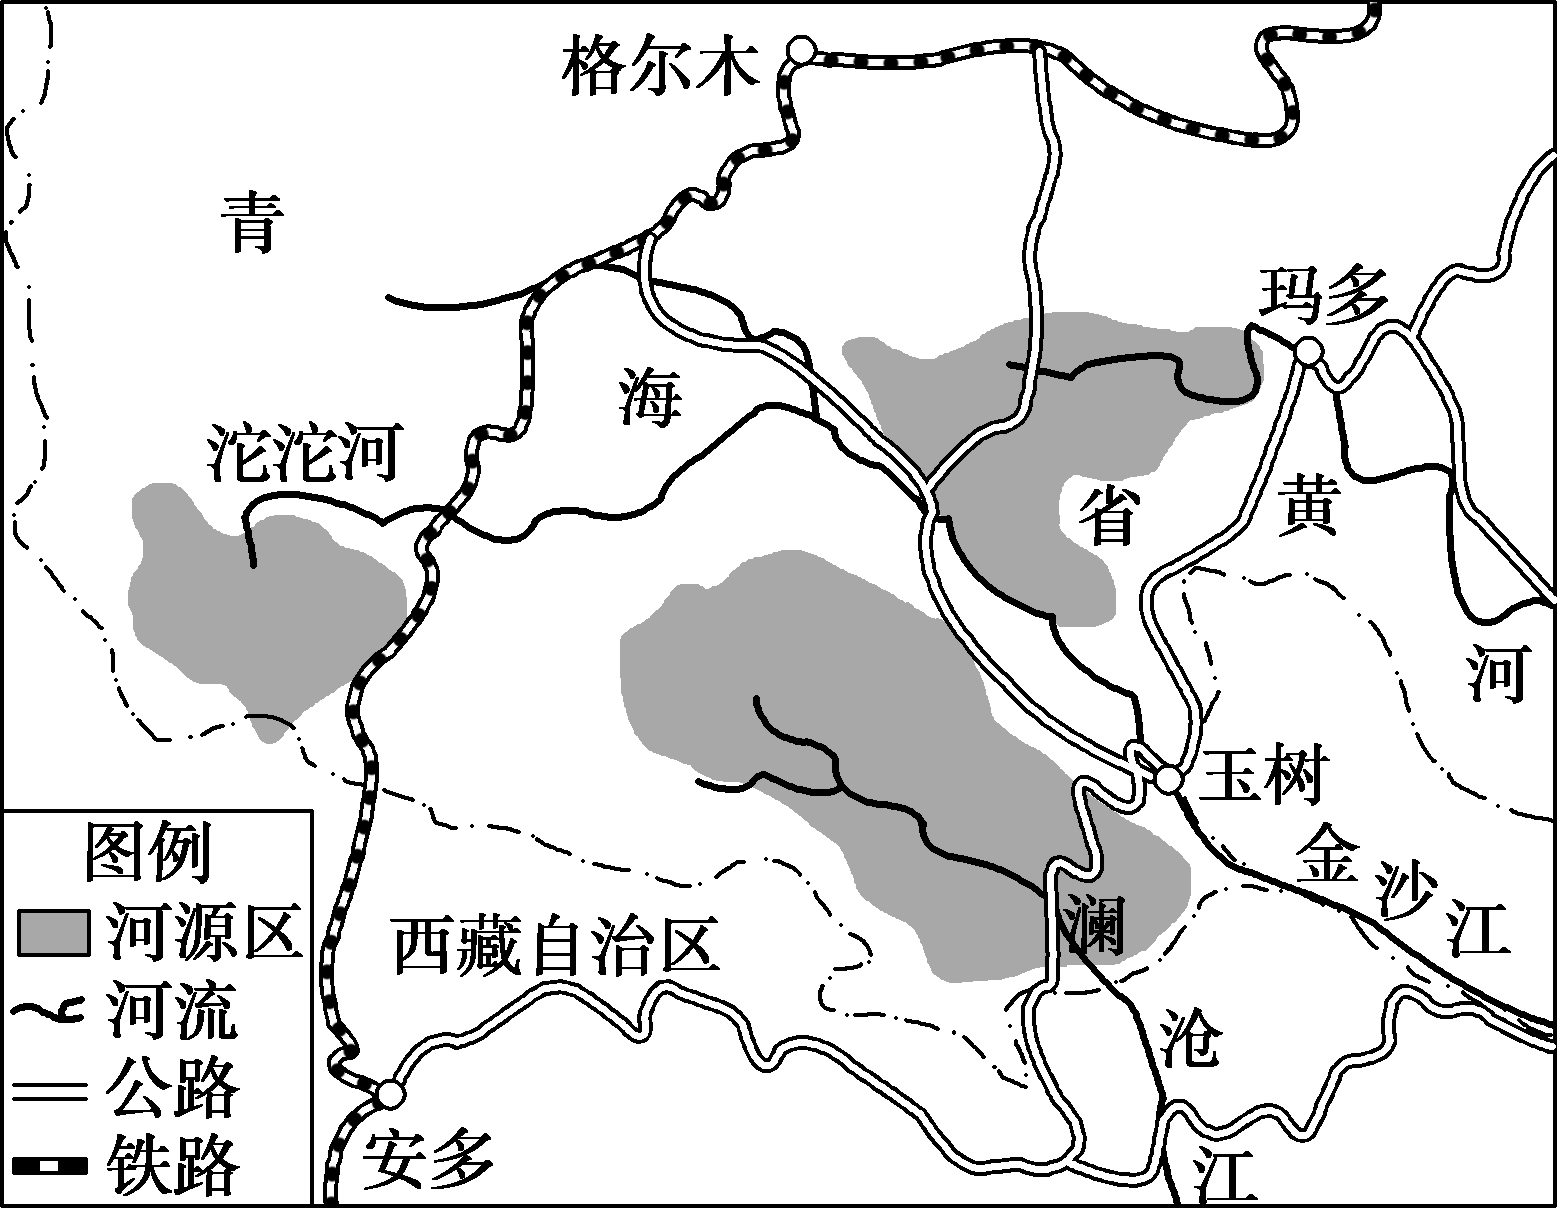 格尔木
青
玛多
海
沱沱河
省
黄
河
玉树
金沙江
图例
河源区
西藏自治区
澜
河流
沧
公路
铁路
安多
江